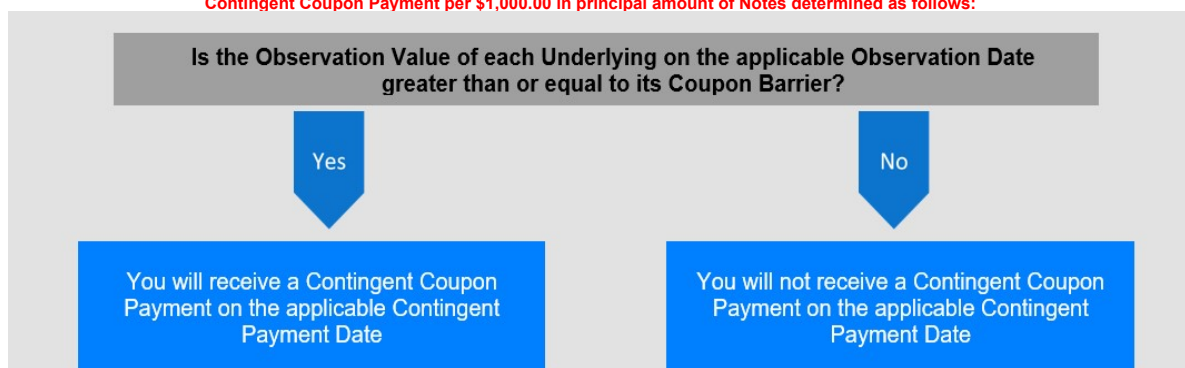 Contingent Coupon Payment per $1,000.00 in principal amount of Notes determined as follows:
Is the Observation Value of each Underlying on the applicable Observation Date
greater than or equal to its Coupon Barrier?
Yes
No
You will receive a Contingent Coupon
Payment on the applicable Contingent
Payment Date
You will not receive a Contingent Coupon
Payment on the applicable Contingent
Payment Date